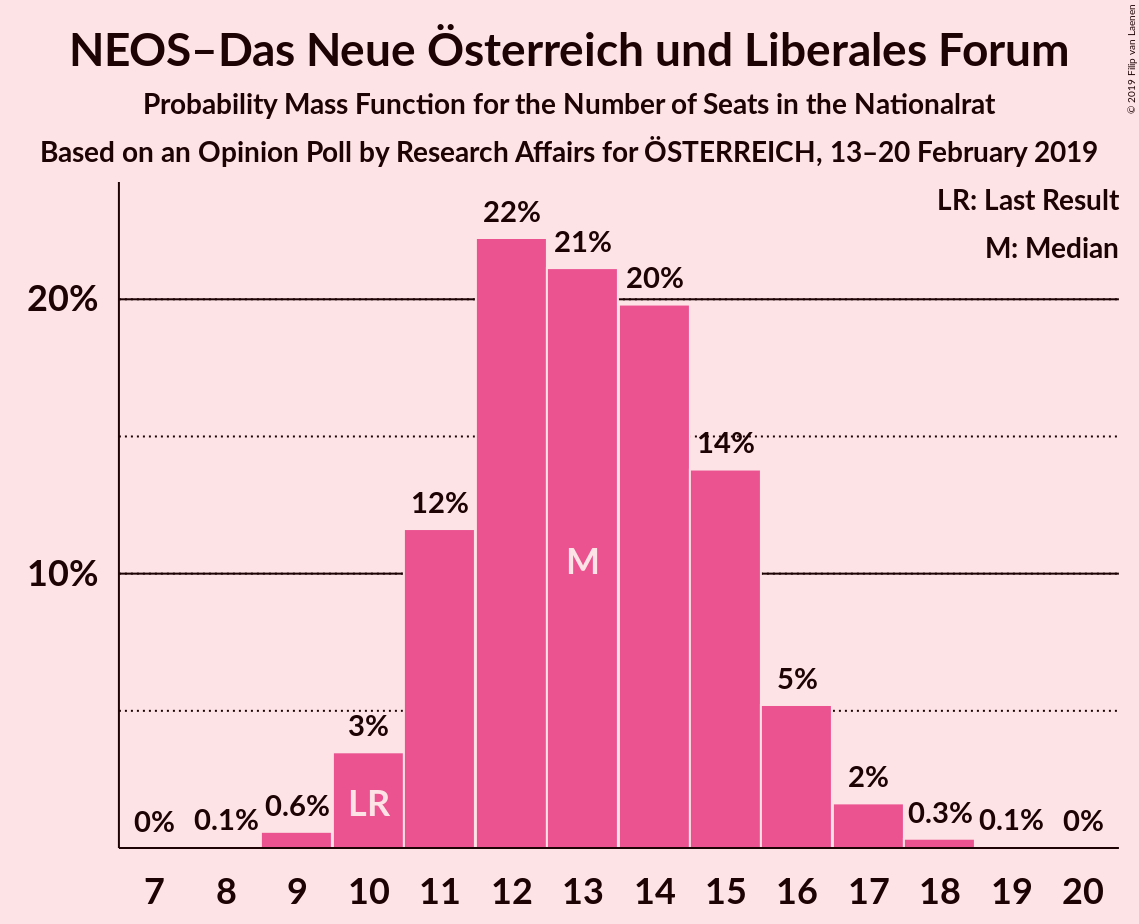 NEOS–Das Neue Österreich und Liberales Forum
Probability Mass Function for the Number of Seats in the Nationalrat
Based on an Opinion Poll by Research Affairs for ÖSTERREICH, 13–20 February 2019
© 2019 Filip van Laenen
LR: Last Result
M: Median
22%
21%
20%
20%
14%
12%
M
10%
5%
3%
2%
LR
0%
0.1%
0.6%
0.3%
0.1%
0%
7 8 9 10 11 12 13 14 15 16 17 18 19 20